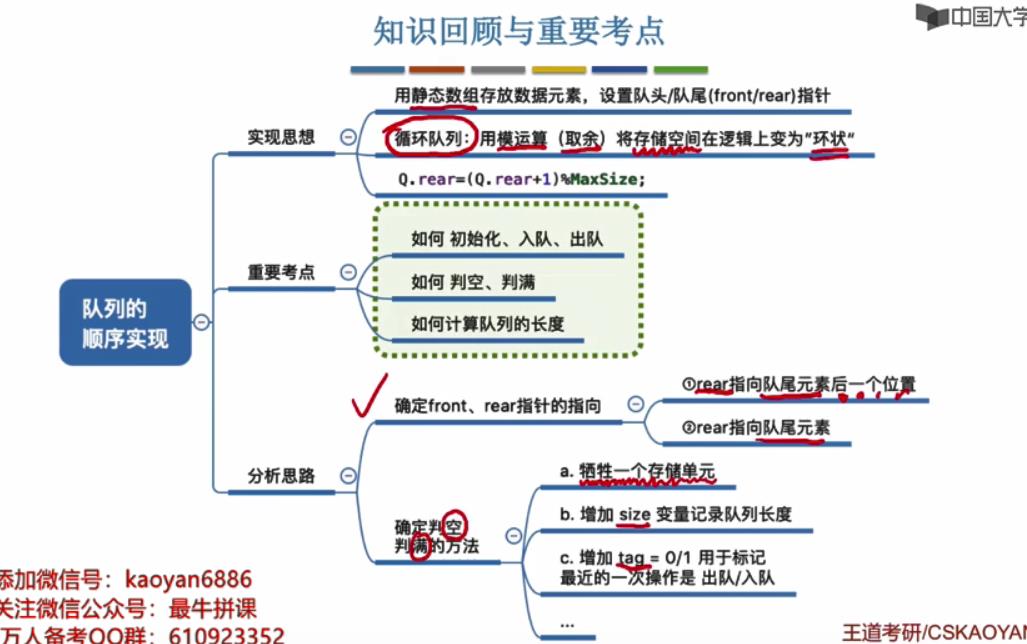 中国大学
知识回顾与重要考点
用静态数组存放数据元素，设置队头/队尾(front/rear)指针
实现思想
循环队列：用模运算（取余）将存储空间在逻辑上变为"环状"
Q.rear=(Q.rear+1)%MaxSize;
如何 初始化、入队、出队
重要考点
如何 判空、判满
如何计算队列的长度
队列的
顺序实现
①rear指向队尾元素后一个位置
确定front、rear指针的指向
②rear指向队尾元素
分析思路
a. 牺牲一个存储单元
确定判空
判满的方法
b. 增加 size 变量记录队列长度
c. 增加 tag = 0/1 用于标记
最近的一次操作是 出队/入队
...
添加微信号：kaoyan6886
关注微信公众号：最牛拼课
万人备考QQ群：610923352
王道考研/CSKAOYAN